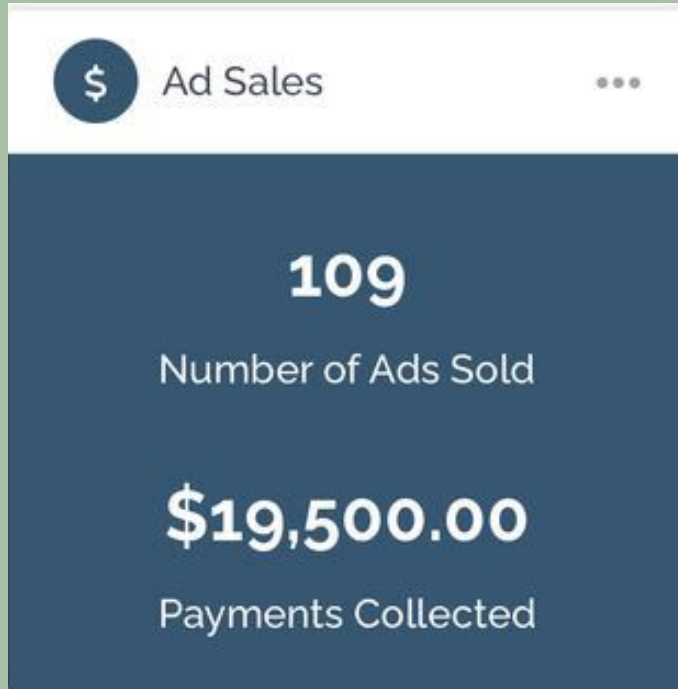 $ Ad Sales
109
Number of Ads Sold
$19,500.00
Payments Collected